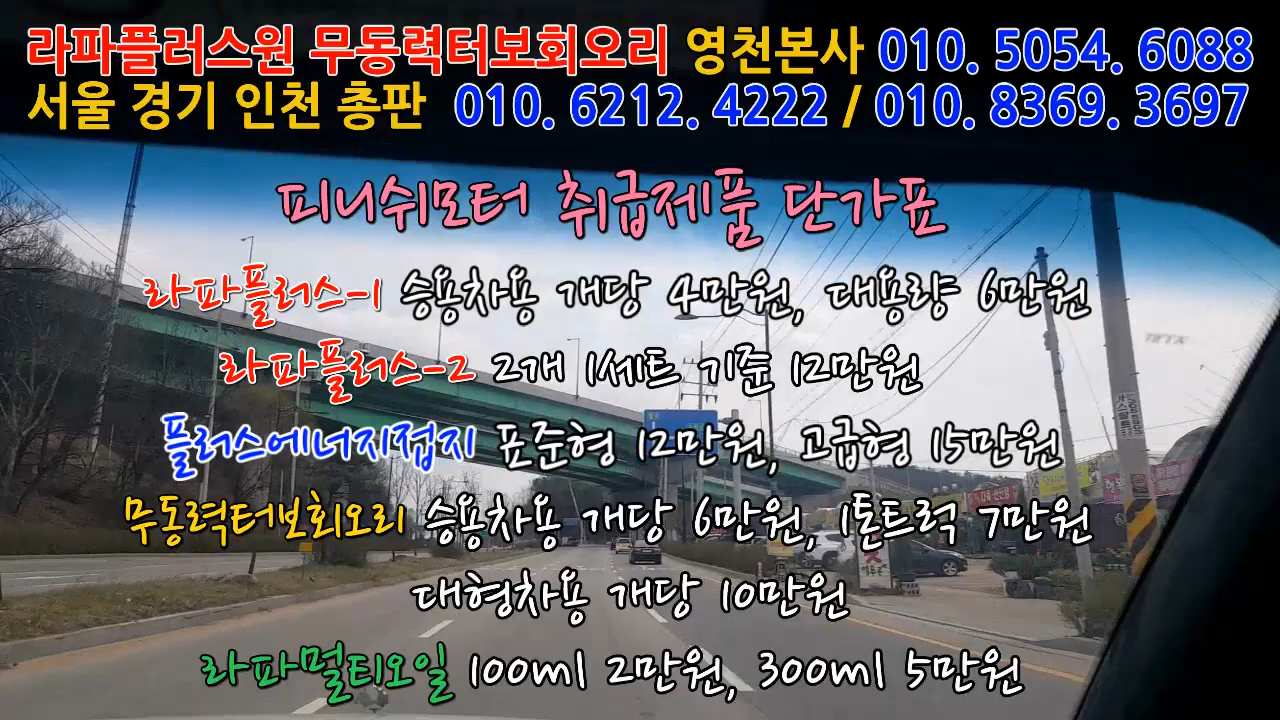 라파플러스원 무동력터보회오리 영천본사 010. 5054. 6088
서울 경기 인천 총판 010. 6212. 4222 / 010. 8369. 3697
피니쉬모터 취급제품 단가표
라파플러스-1 승용차용 개당 4만원, 대용량 6만원
라파플러스-2 2개 1세트 기준 12만원
플러스에너지접지 표준형 12만원, 고급형 15만원
무동력터보회오리 승용차용 개당 6만원, 1톤트럭 7만원
대형차용 개당 10만원
라파멀티오일 100ml 2만원, 300ml 5만원